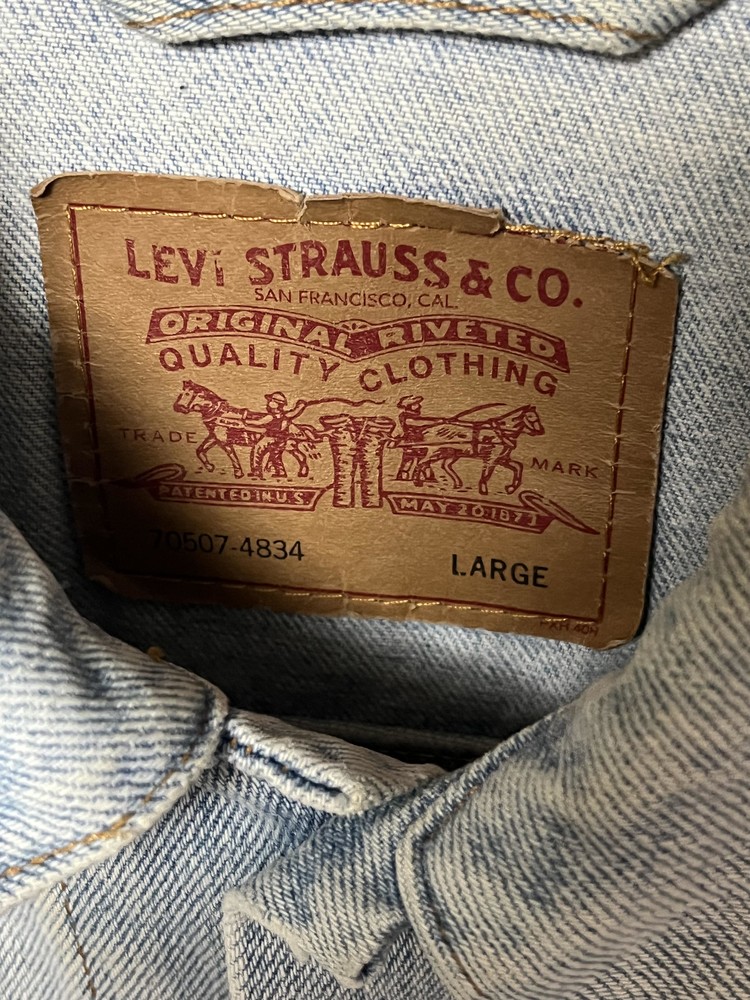 LEVI STRAUSS & CO.
SAN FRANCISCO, CAL.
ORIGINAL RIVETED
QUALITY CLOTHING
TRADE MARK
PATENTED IN U.S. MAY 20 1873
70507-4834 LARGE